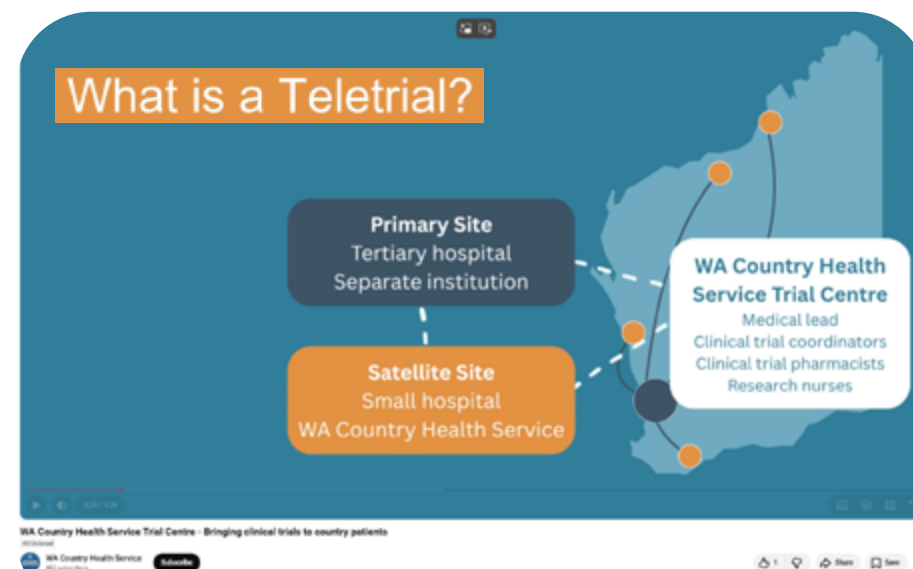 What is a Teletrial?
Primary Site
Tertiary hospital
Separate institution
Satellite Site
Small hospital
WA Country Health Service
WA Country Health
Service Trial Centre
Medical lead
Clinical trial coordinators
Clinical trial pharmacists
Research nurses
WA Country Health Service Trial Centre - Bringing clinical trials to country patients
WA Country Health Service
Subscribe
1
Share
Save